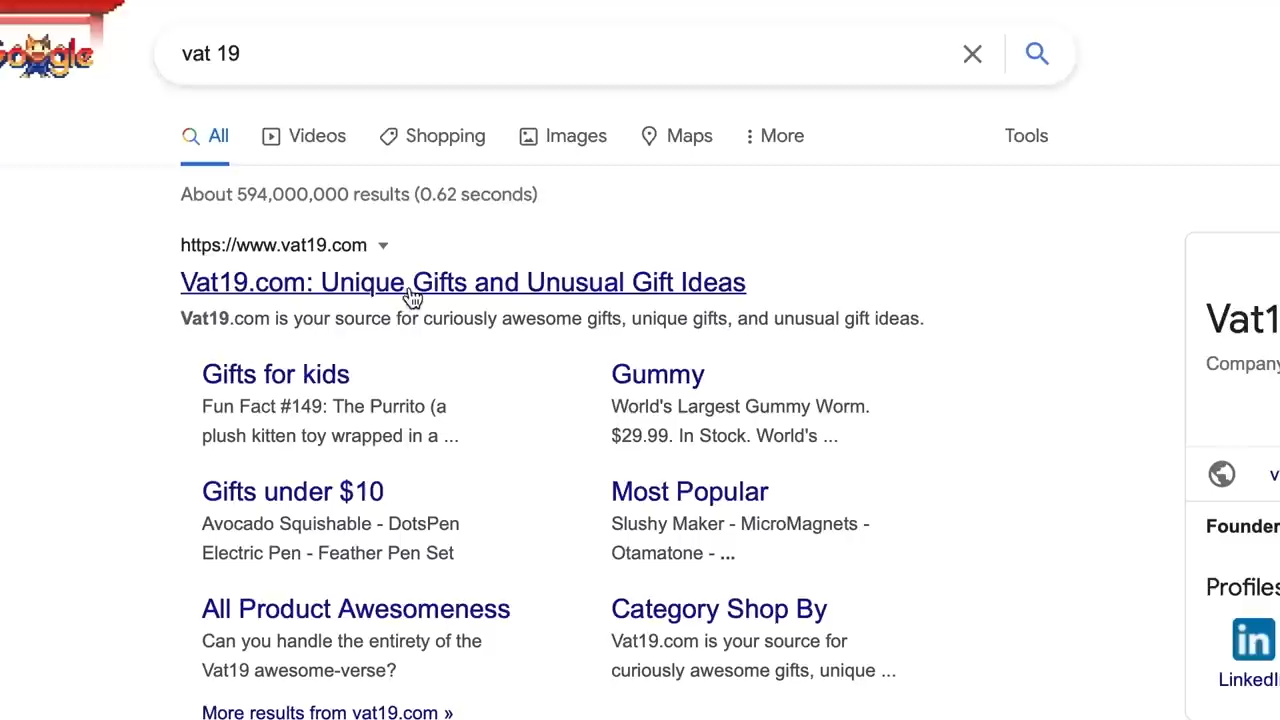 Google
vat 19
All Videos Shopping Images Maps More Tools
About 594,000,000 results (0.62 seconds)
https://www.vat19.com
Vat19.com: Unique Gifts and Unusual Gift Ideas
Vat19.com is your source for curiously awesome gifts, unique gifts, and unusual gift ideas.
Gifts for kids
Fun Fact #149: The Purrito (a
plush kitten toy wrapped in a ...
Gummy
World's Largest Gummy Worm.
$29.99. In Stock. World's ...
Gifts under $10
Avocado Squishable - DotsPen
Electric Pen - Feather Pen Set
Most Popular
Slushy Maker - MicroMagnets -
Otamatone - ...
All Product Awesomeness
Can you handle the entirety of the
Vat19 awesome-verse?
Category Shop By
Vat19.com is your source for
curiously awesome gifts, unique ...
More results from vat19.com »
Vat1
Company
v
Founder
Profiles
in
LinkedI